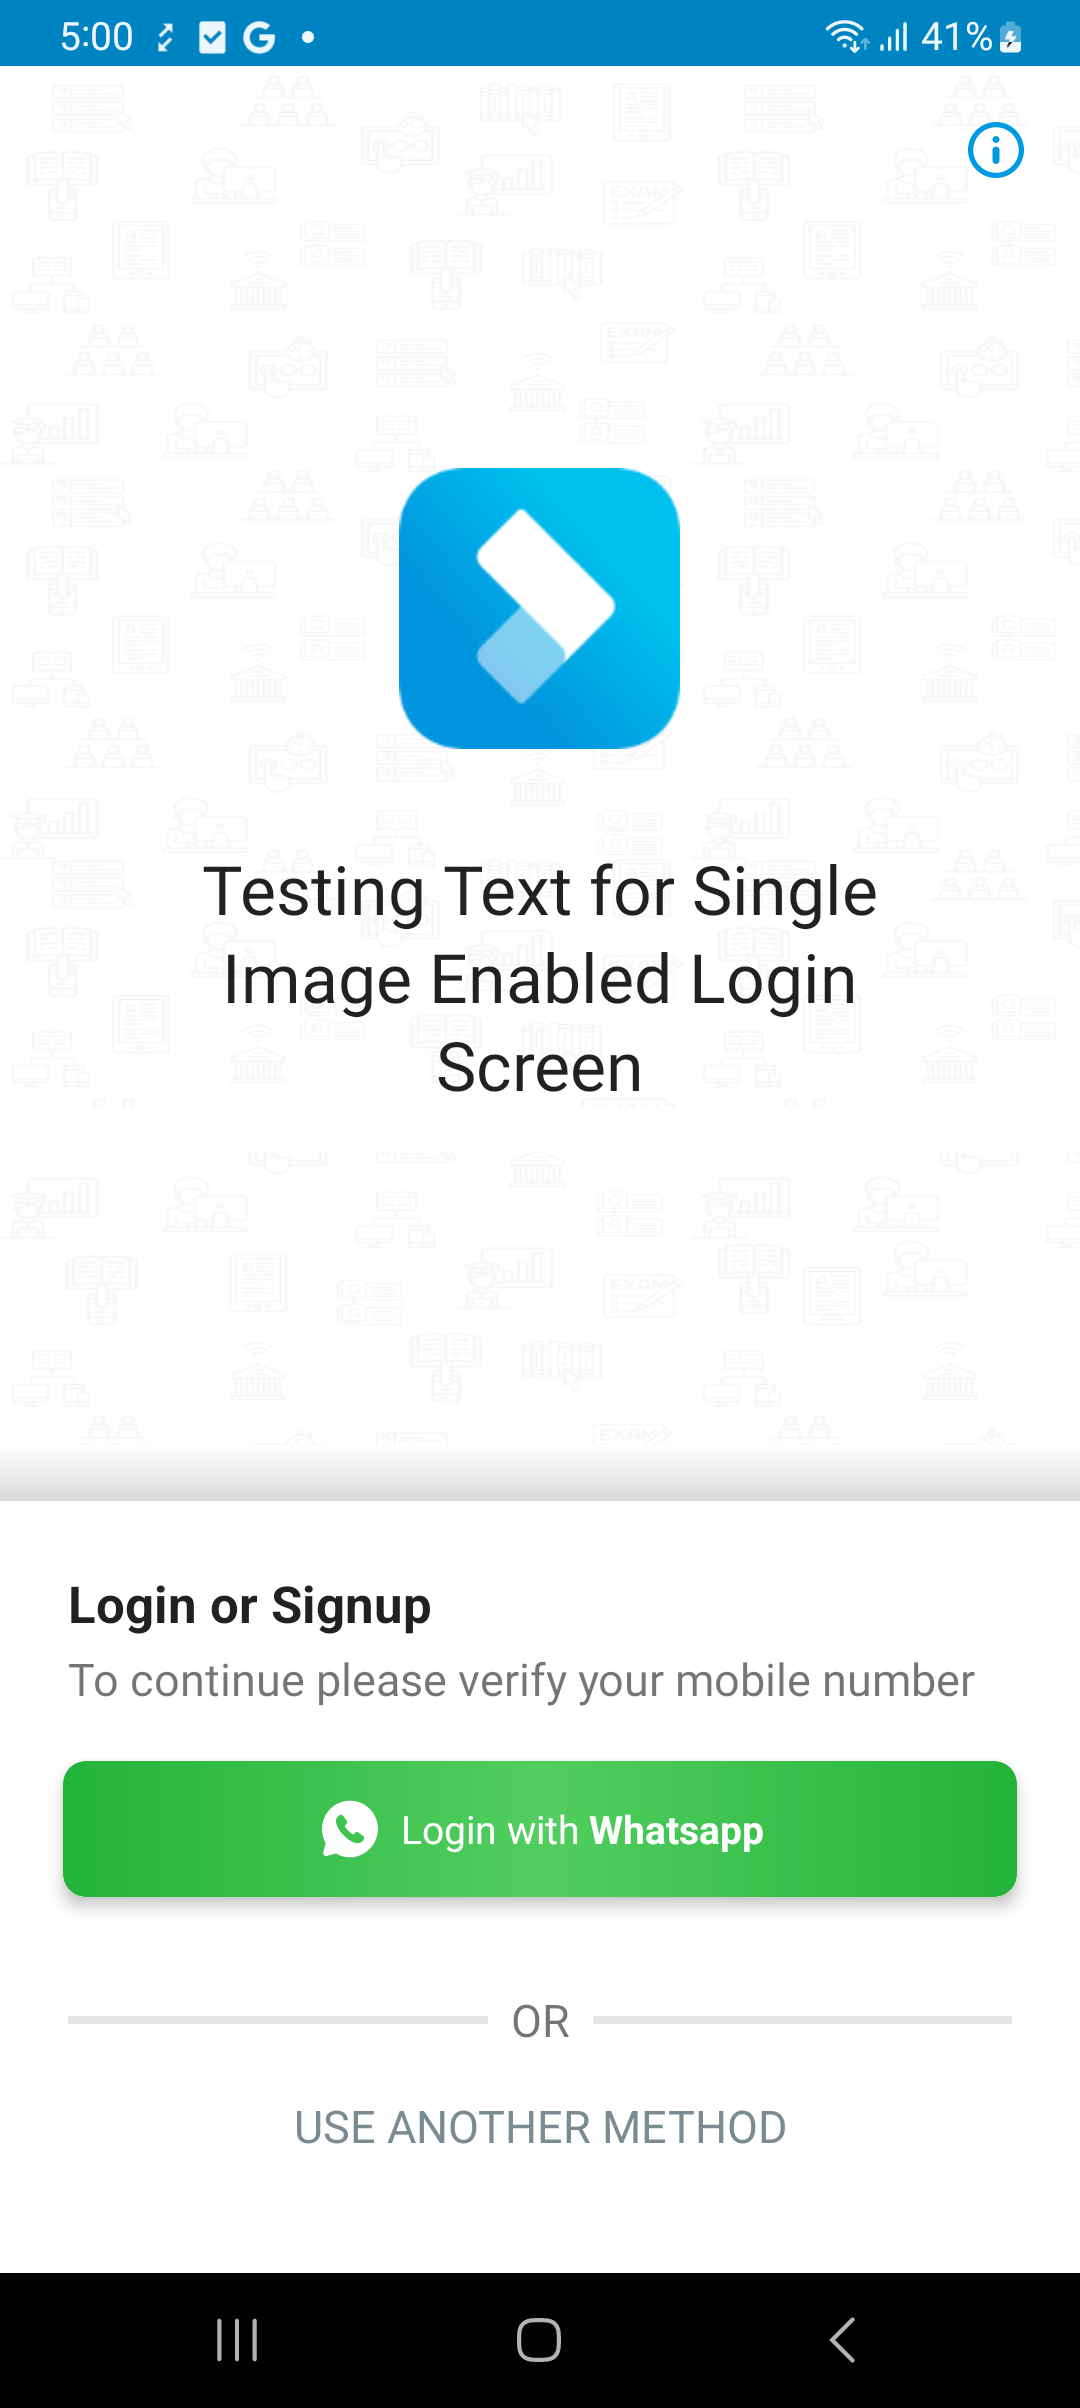 5:00
41%
Testing Text for Single
Image Enabled Login
Screen
Login or Signup
To continue please verify your mobile number
Login with Whatsapp
OR
USE ANOTHER METHOD